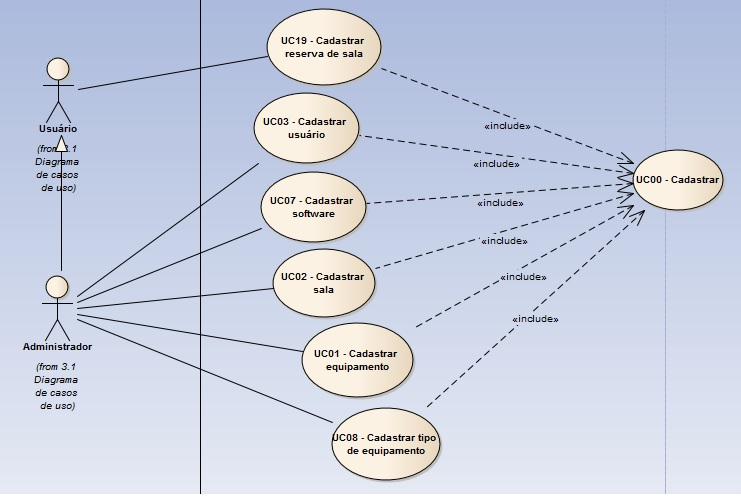 UC19 - Cadastrar
reserva de sala
UC03 - Cadastrar
usuário
UC07 - Cadastrar
software
UC02 - Cadastrar
sala
UC01 - Cadastrar
equipamento
UC08 - Cadastrar tipo
de equipamento
UC00 - Cadastrar
«include»
«include»
«include»
«include»
«include»
«include»
Usuário
(from 3.1
Diagrama
de casos
de uso)
Administrador
(from 3.1
Diagrama
de casos
de uso)